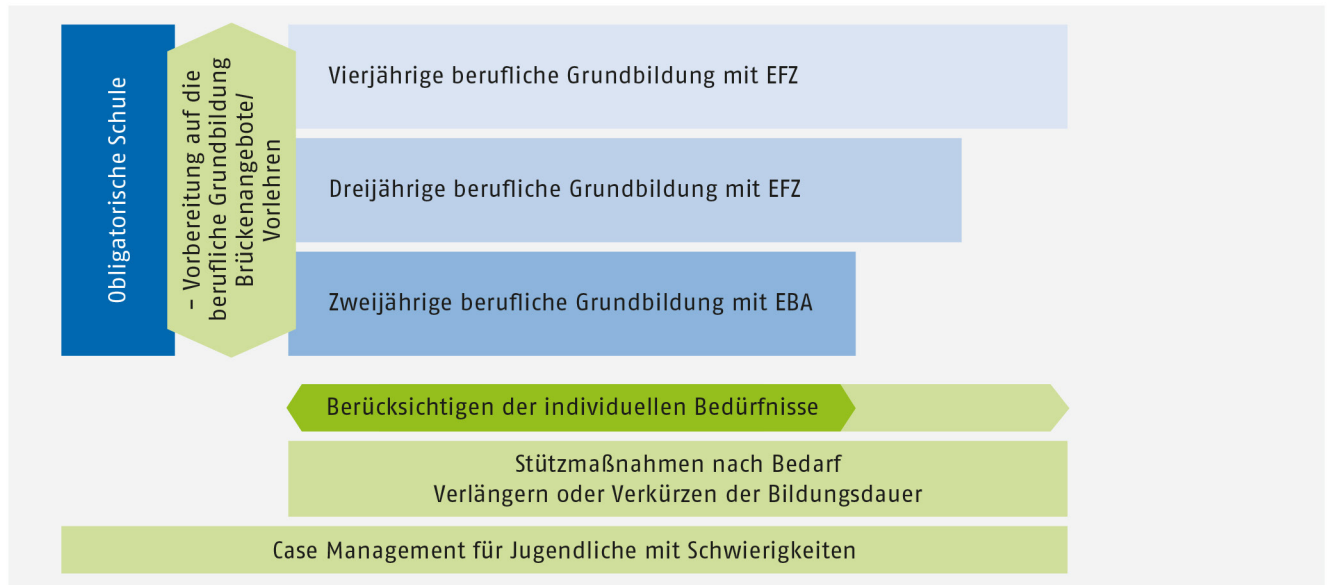 Obligatorische Schule
– Vorbereitung auf die
berufliche Grundbildung
Brückenangebote/
Vorlehren
Vierjährige berufliche Grundbildung mit EFZ
Dreijährige berufliche Grundbildung mit EFZ
Zweijährige berufliche Grundbildung mit EBA
Berücksichtigen der individuellen Bedürfnisse
Stützmaßnahmen nach Bedarf
Verlängern oder Verkürzen der Bildungsdauer
Case Management für Jugendliche mit Schwierigkeiten